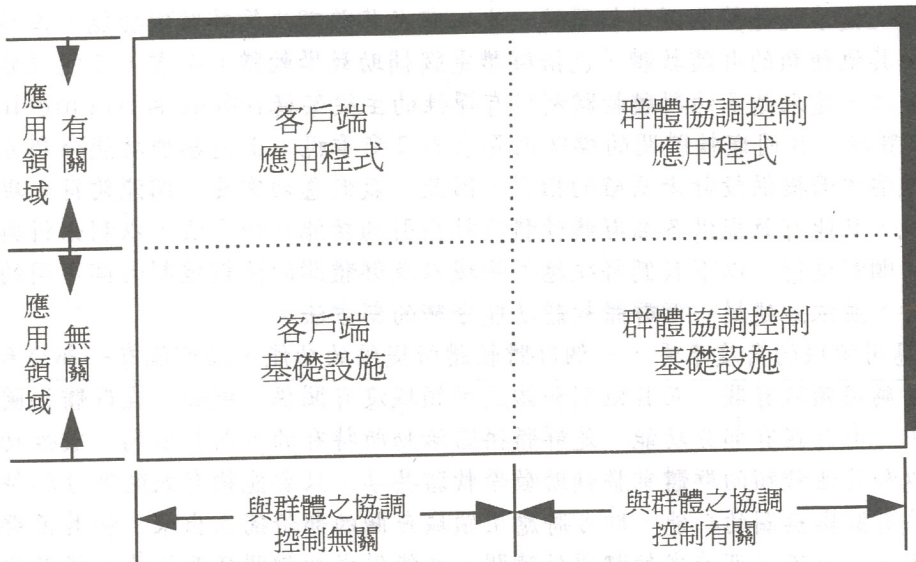 應用領域
有關
客戶端
應用程式
群體協調控制
應用程式
應用領域
無關
客戶端
基礎設施
群體協調控制
基礎設施
與群體之協調
控制無關
與群體之協調
控制有關